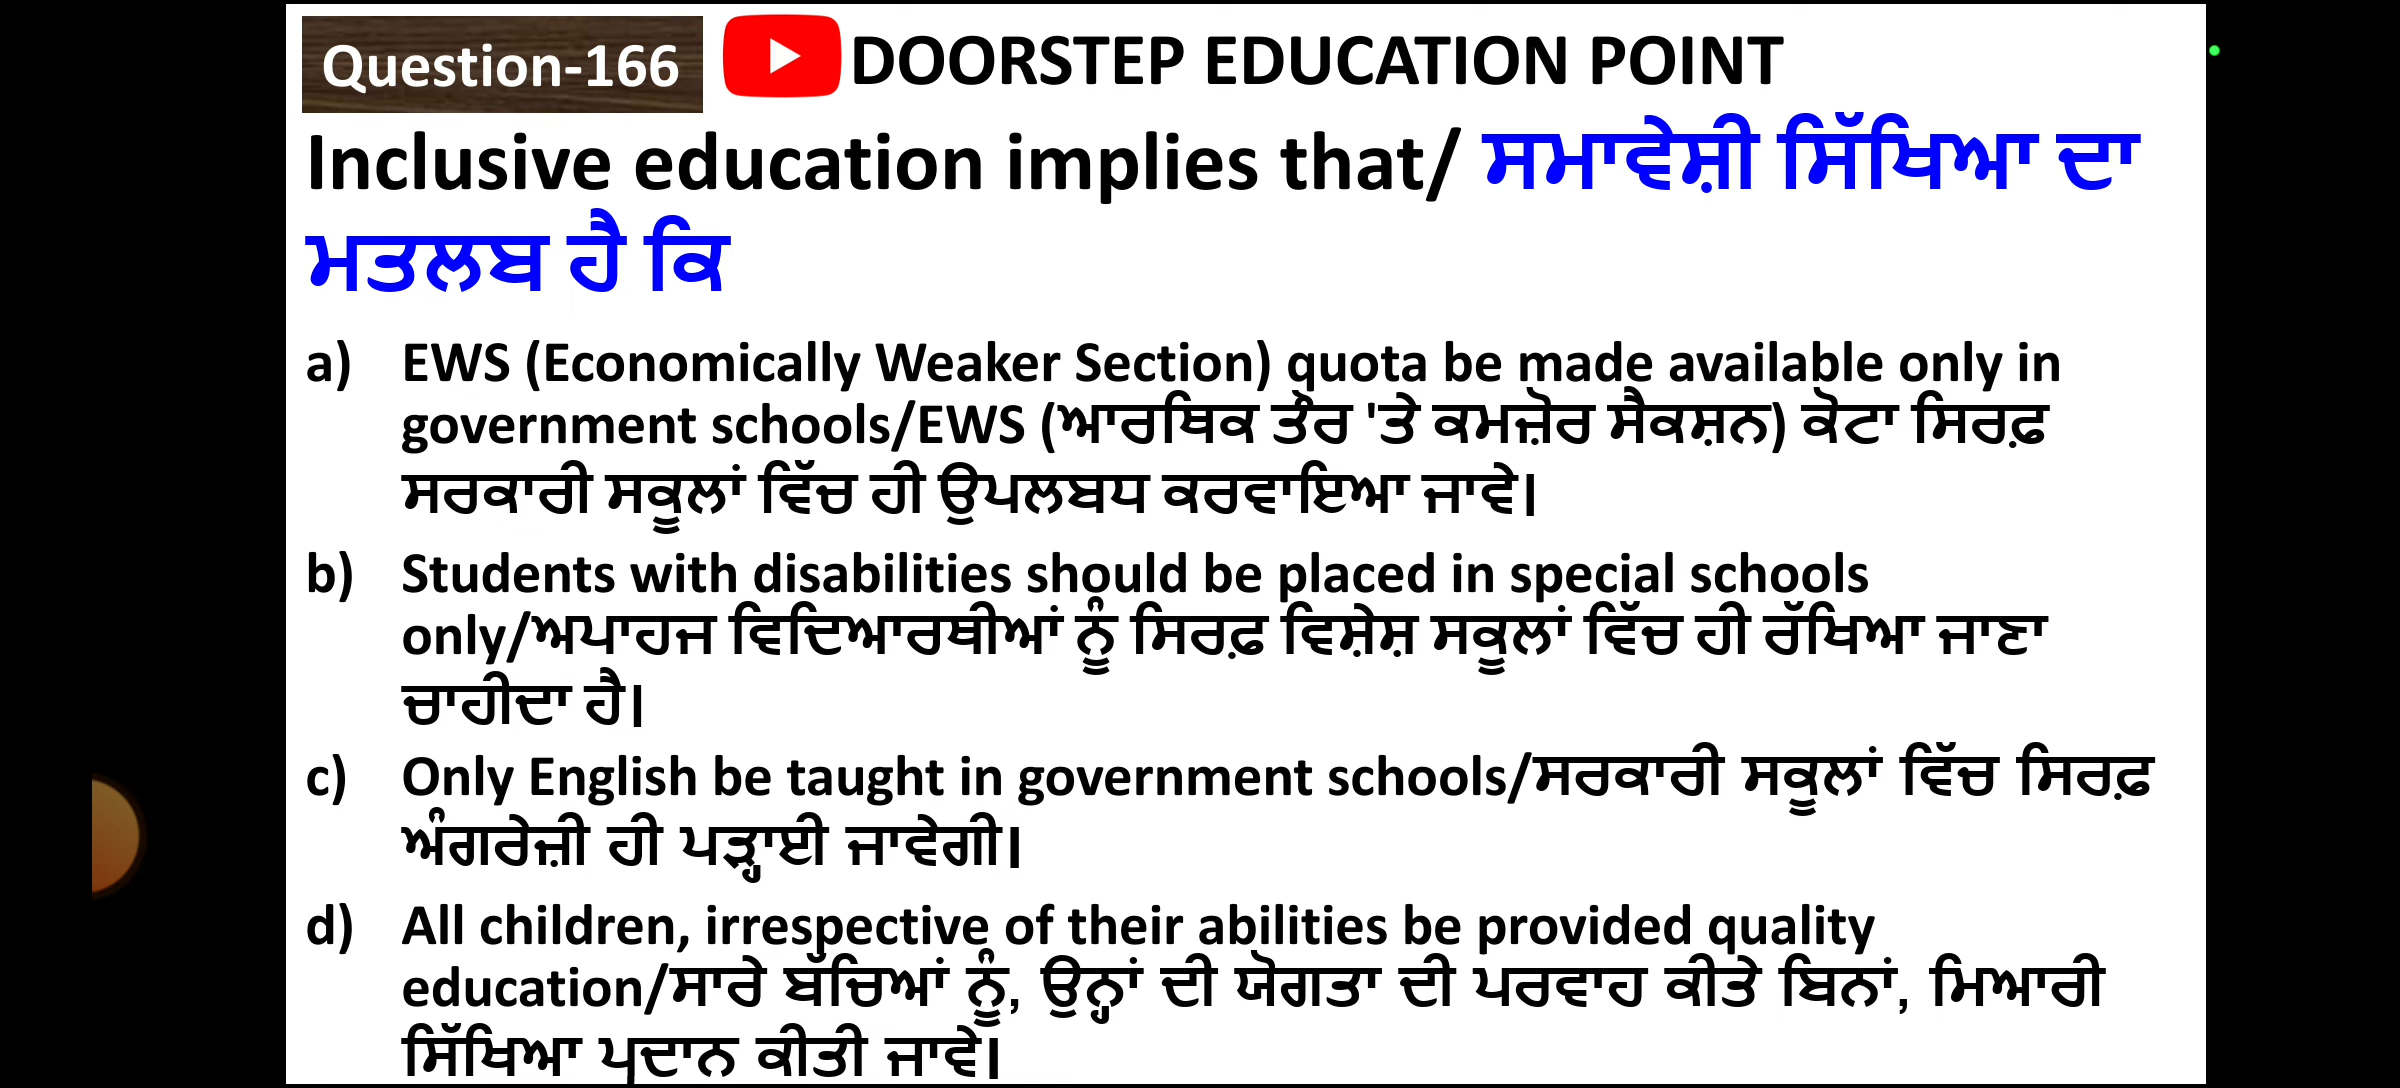 Question-166 DOORSTEP EDUCATION POINT
Inclusive education implies that/ ਸਮਾਵੇਸ਼ੀ ਸਿੱਖਿਆ ਦਾ
ਮਤਲਬ ਹੈ ਕਿ
a) EWS (Economically Weaker Section) quota be made available only in
government schools/EWS (ਆਰਥਿਕ ਤੌਰ 'ਤੇ ਕਮਜ਼ੋਰ ਸੈਕਸ਼ਨ) ਕੋਟਾ ਸਿਰਫ਼
ਸਰਕਾਰੀ ਸਕੂਲਾਂ ਵਿੱਚ ਹੀ ਉਪਲਬਧ ਕਰਵਾਇਆ ਜਾਵੇ।
b) Students with disabilities should be placed in special schools
only/ਅਪਾਹਜ ਵਿਦਿਆਰਥੀਆਂ ਨੂੰ ਸਿਰਫ਼ ਵਿਸ਼ੇਸ਼ ਸਕੂਲਾਂ ਵਿੱਚ ਹੀ ਰੱਖਿਆ ਜਾਣਾ
ਚਾਹੀਦਾ ਹੈ।
c) Only English be taught in government schools/ਸਰਕਾਰੀ ਸਕੂਲਾਂ ਵਿੱਚ ਸਿਰਫ਼
ਅੰਗਰੇਜ਼ੀ ਹੀ ਪੜ੍ਹਾਈ ਜਾਵੇਗੀ।
d) All children, irrespective of their abilities be provided quality
education/ਸਾਰੇ ਬੱਚਿਆਂ ਨੂੰ, ਉਨ੍ਹਾਂ ਦੀ ਯੋਗਤਾ ਦੀ ਪਰਵਾਹ ਕੀਤੇ ਬਿਨਾਂ, ਮਿਆਰੀ
ਸਿੱਖਿਆ ਪ੍ਰਦਾਨ ਕੀਤੀ ਜਾਵੇ।